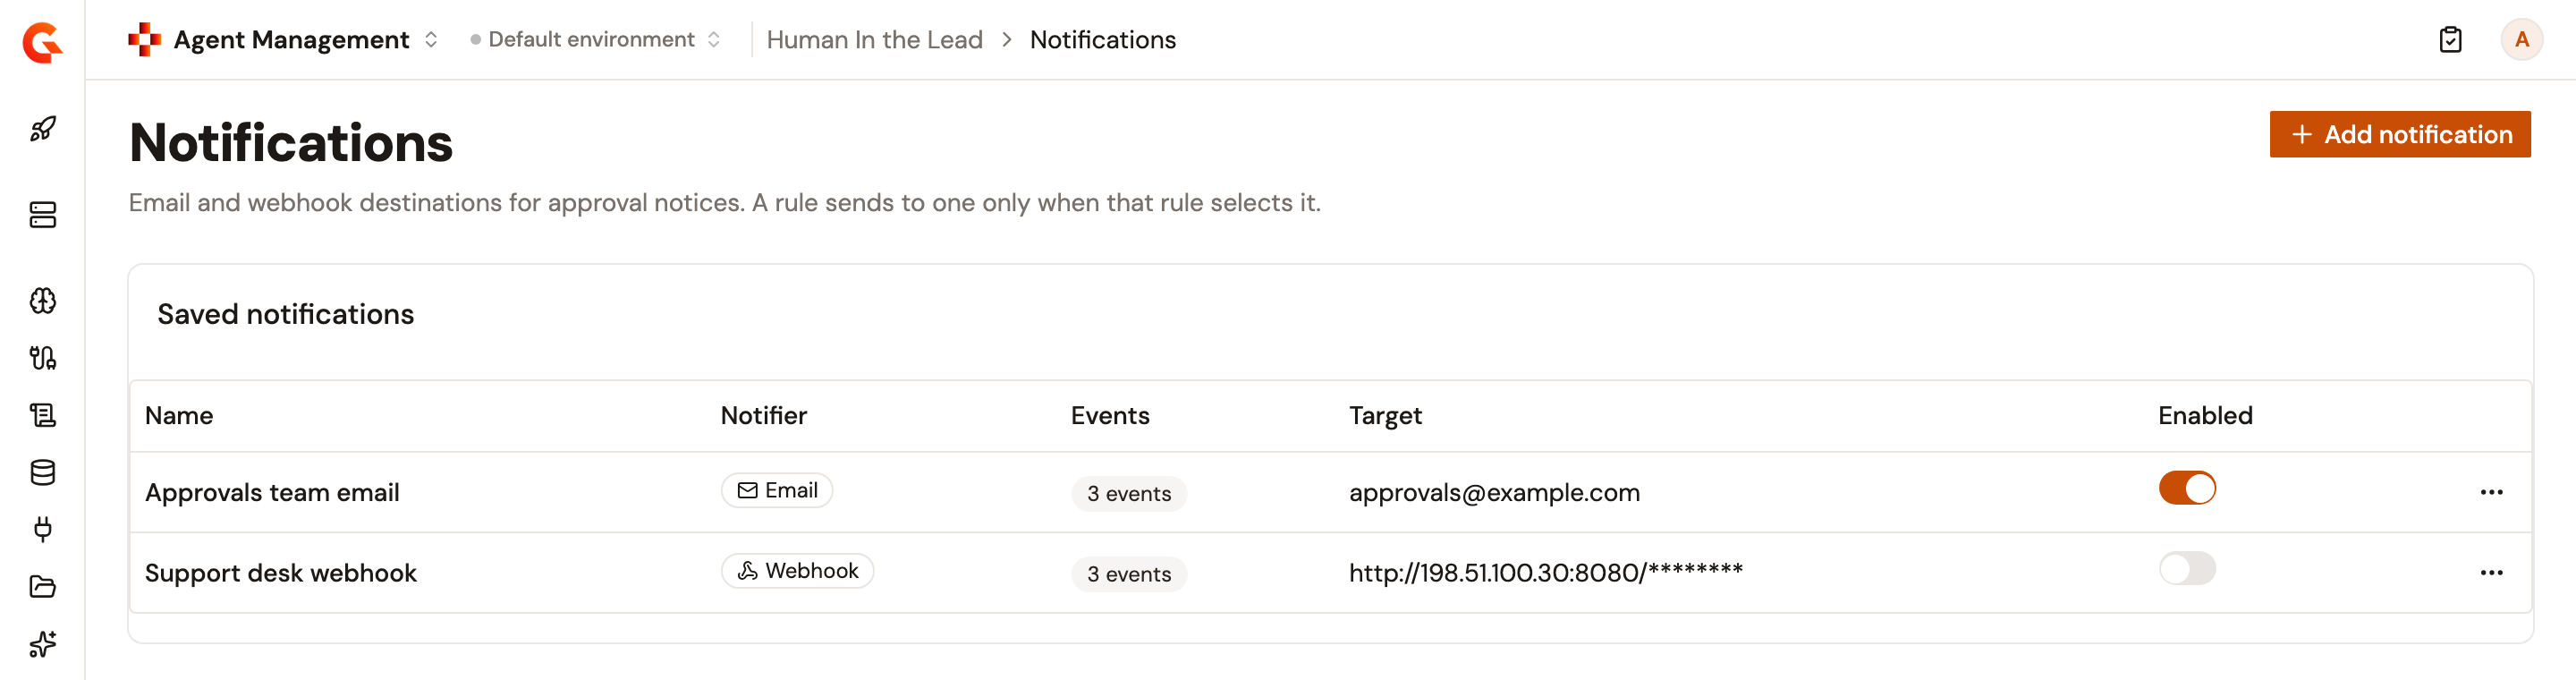 Agent Management Default environment Human In the Lead > Notifications A
Notifications
+ Add notification
Email and webhook destinations for approval notices. A rule sends to one only when that rule selects it.
Saved notifications
Name Notifier Events Target Enabled
Approvals team email Email 3 events approvals@example.com
Support desk webhook Webhook 3 events http://198.51.100.30:8080/********